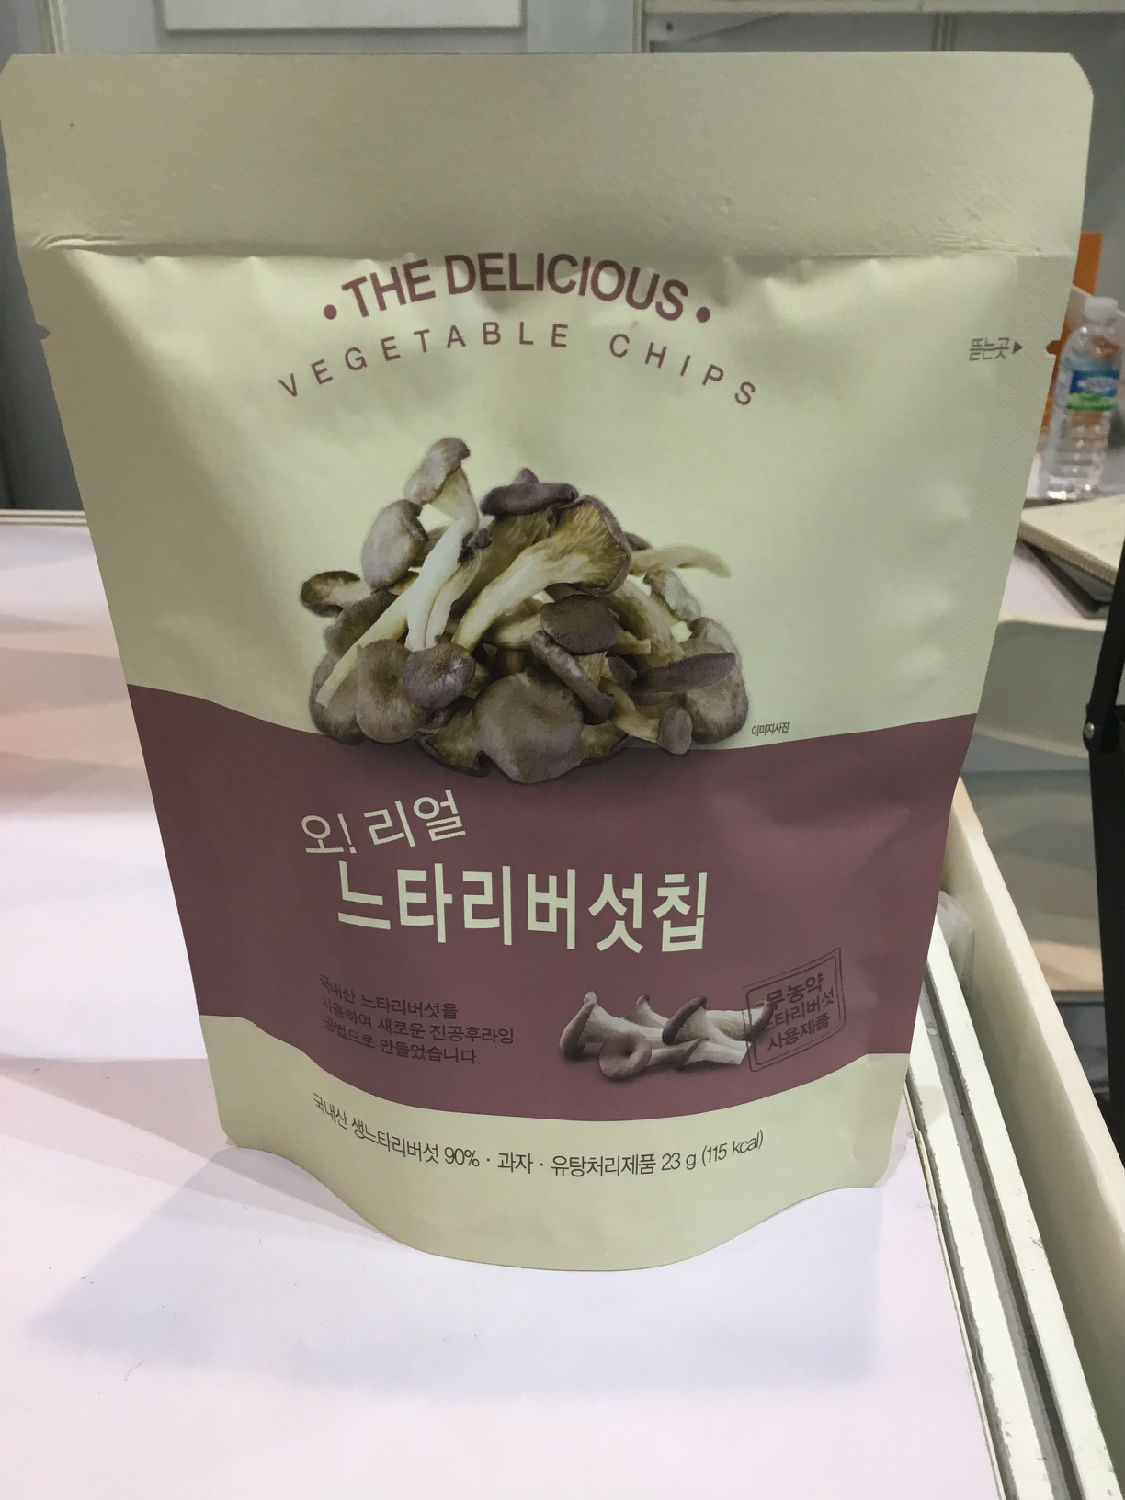 • THE DELICIOUS •
VEGETABLE CHIPS
뜯는곳▶
이미지사진
오! 리얼
느타리버섯칩
국내산 느타리버섯을
사용하여 새로운 진공후라잉
공법으로 만들었습니다.
무농약
느타리버섯
사용제품
국내산 생느타리버섯 90% · 과자 · 유탕처리제품 23 g (115 kcal)